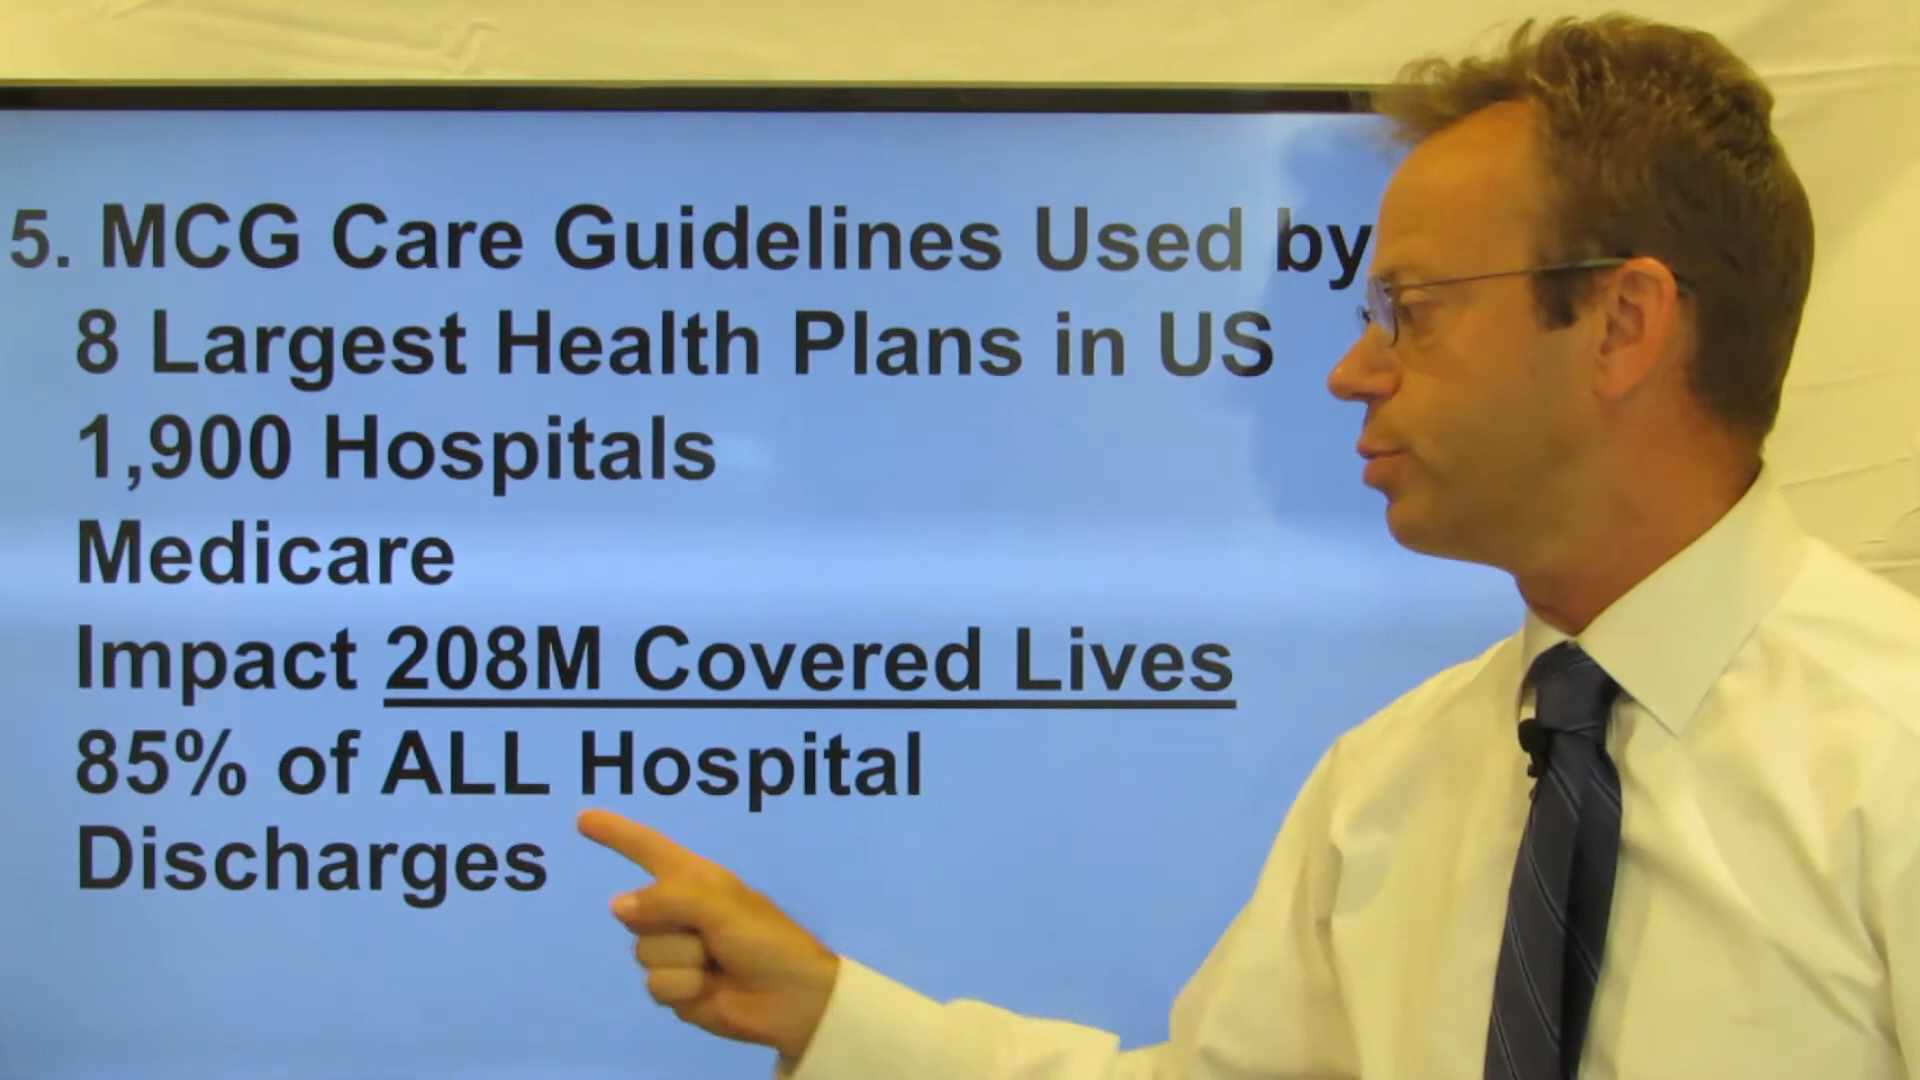 5. MCG Care Guidelines Used by
8 Largest Health Plans in US
1,900 Hospitals
Medicare
Impact 208M Covered Lives
85% of ALL Hospital
Discharges